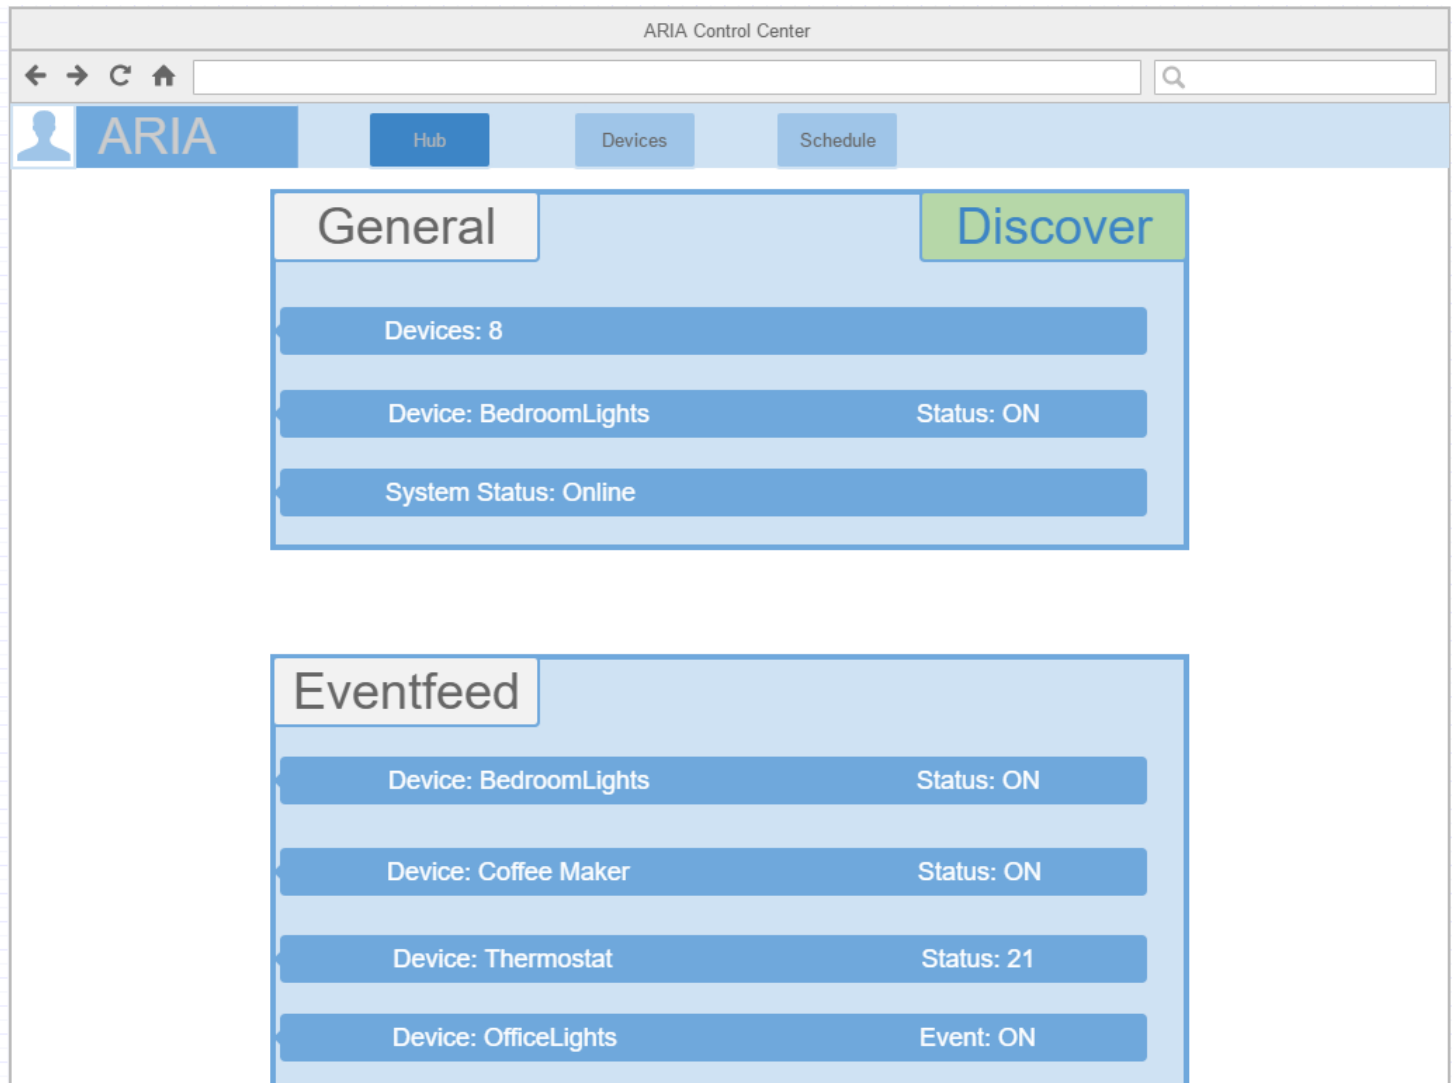 ARIA Control Center
ARIA
Hub
Devices
Schedule
General
Discover
Devices: 8
Device: BedroomLights Status: ON
System Status: Online
Eventfeed
Device: BedroomLights Status: ON
Device: Coffee Maker Status: ON
Device: Thermostat Status: 21
Device: OfficeLights Event: ON